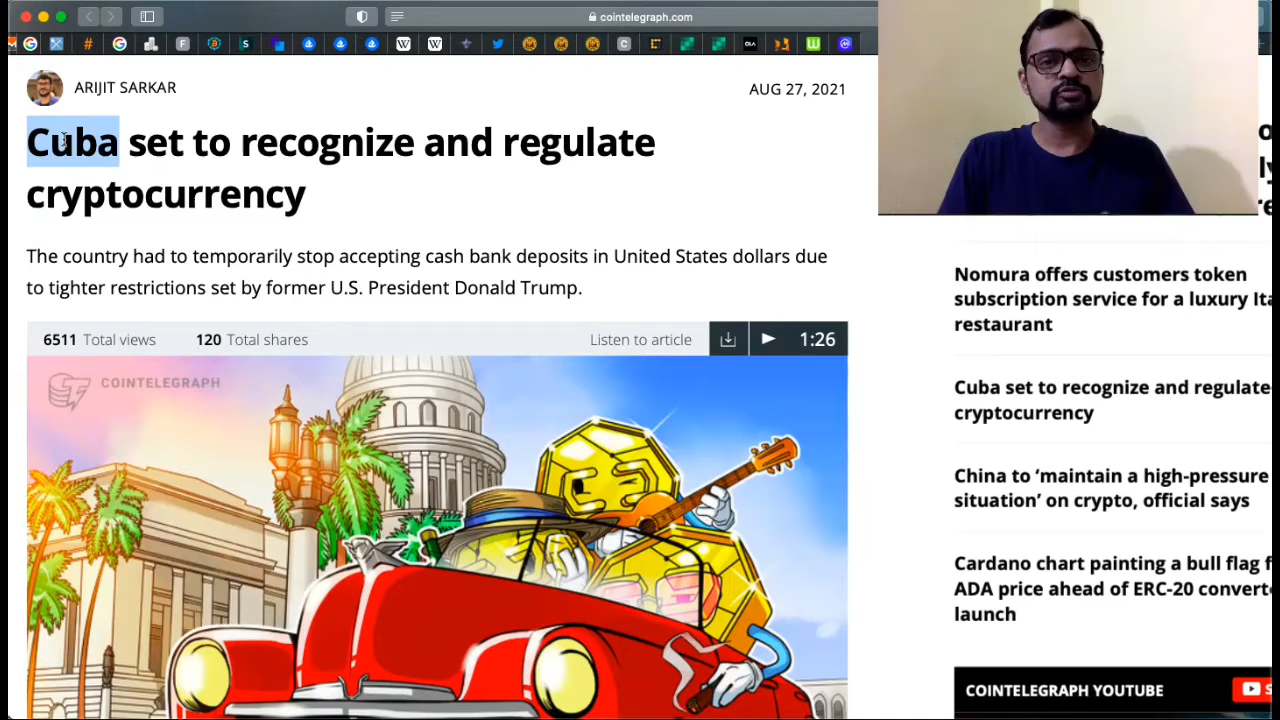 cointelegraph.com
ARIJIT SARKAR
AUG 27, 2021
Cuba set to recognize and regulate
cryptocurrency
The country had to temporarily stop accepting cash bank deposits in United States dollars due
to tighter restrictions set by former U.S. President Donald Trump.
6511 Total views 120 Total shares Listen to article 1:26
COINTELEGRAPH
Nomura offers customers token
subscription service for a luxury Ita
restaurant
Cuba set to recognize and regulate
cryptocurrency
China to ‘maintain a high-pressure
situation’ on crypto, official says
Cardano chart painting a bull flag f
ADA price ahead of ERC-20 converte
launch
COINTELEGRAPH YOUTUBE